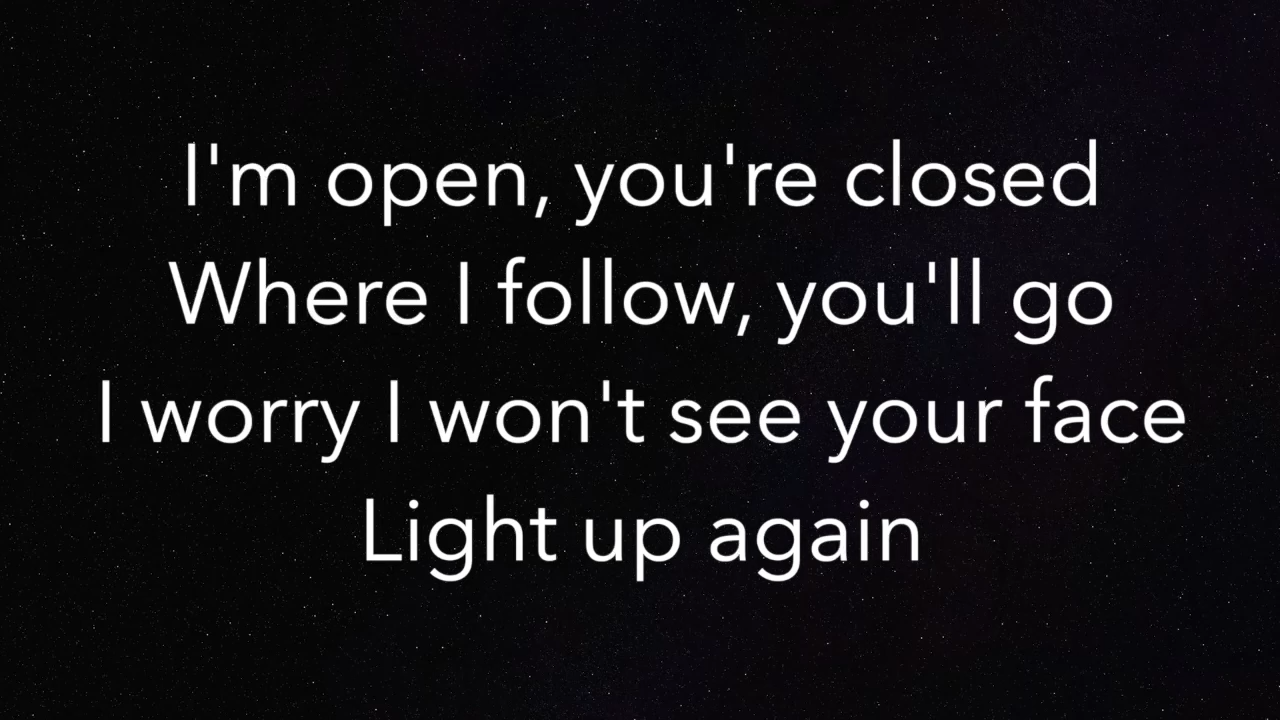 I'm open, you're closed
Where I follow, you'll go
I worry I won't see your face
Light up again